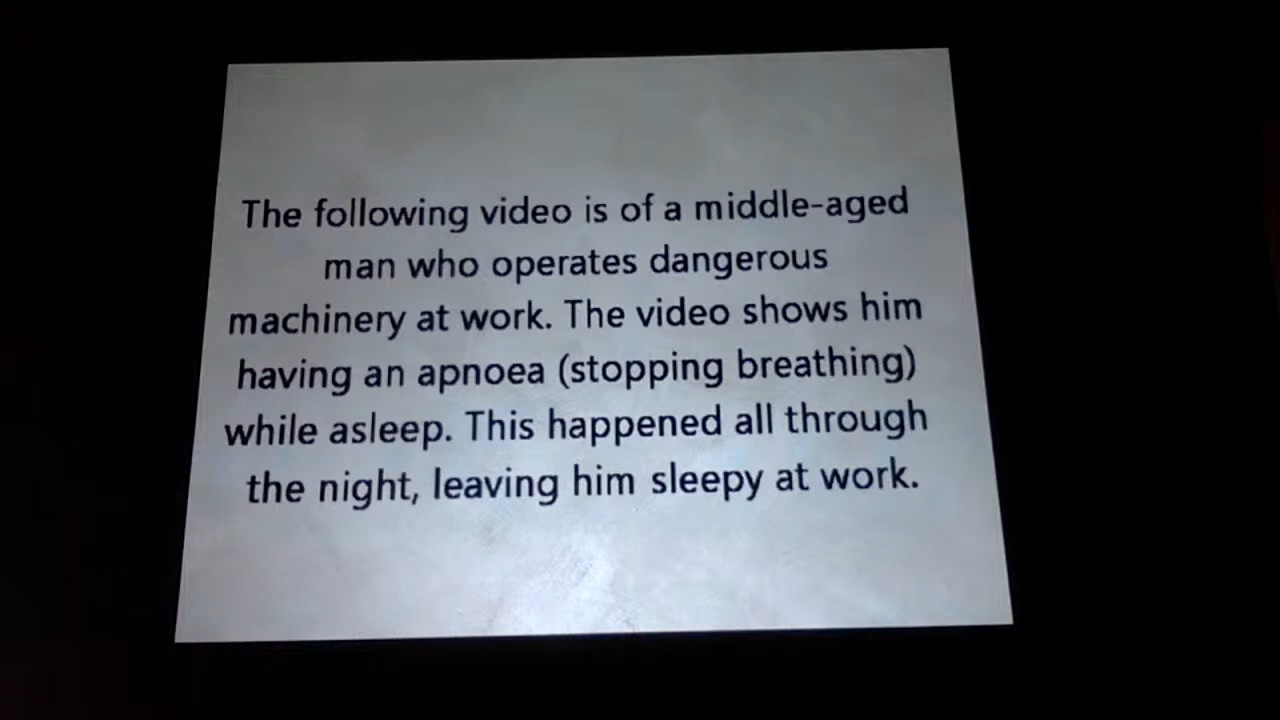 The following video is of a middle-aged
man who operates dangerous
machinery at work. The video shows him
having an apnoea (stopping breathing)
while asleep. This happened all through
the night, leaving him sleepy at work.